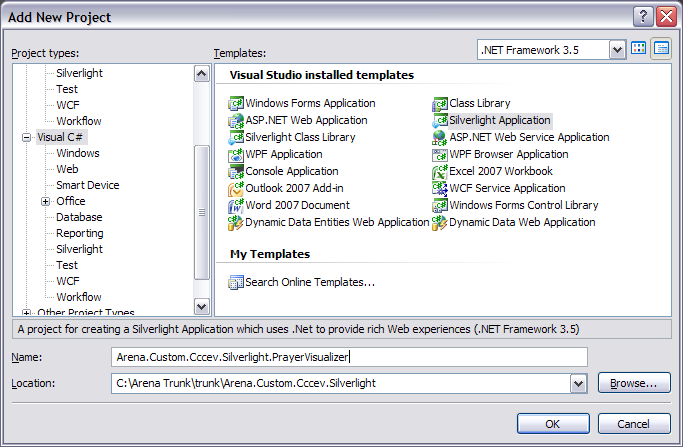 Add New Project
Project types:
Templates:
.NET Framework 3.5
Silverlight
Test
WCF
Workflow
Visual C#
Windows
Web
Smart Device
Office
Database
Reporting
Silverlight
Test
WCF
Workflow
Other Project Types
Visual Studio installed templates
Windows Forms Application
Class Library
ASP.NET Web Application
Silverlight Application
Silverlight Class Library
ASP.NET Web Service Application
WPF Application
WPF Browser Application
Console Application
Excel 2007 Workbook
Outlook 2007 Add-in
WCF Service Application
Word 2007 Document
Windows Forms Control Library
Dynamic Data Entities Web Application
Dynamic Data Web Application
My Templates
Search Online Templates...
A project for creating a Silverlight Application which uses .Net to provide rich Web experiences (.NET Framework 3.5)
Name:
Arena.Custom.Cccev.Silverlight.PrayerVisualizer
Location:
C:\Arena Trunk\trunk\Arena.Custom.Cccev.Silverlight
Browse...
OK
Cancel